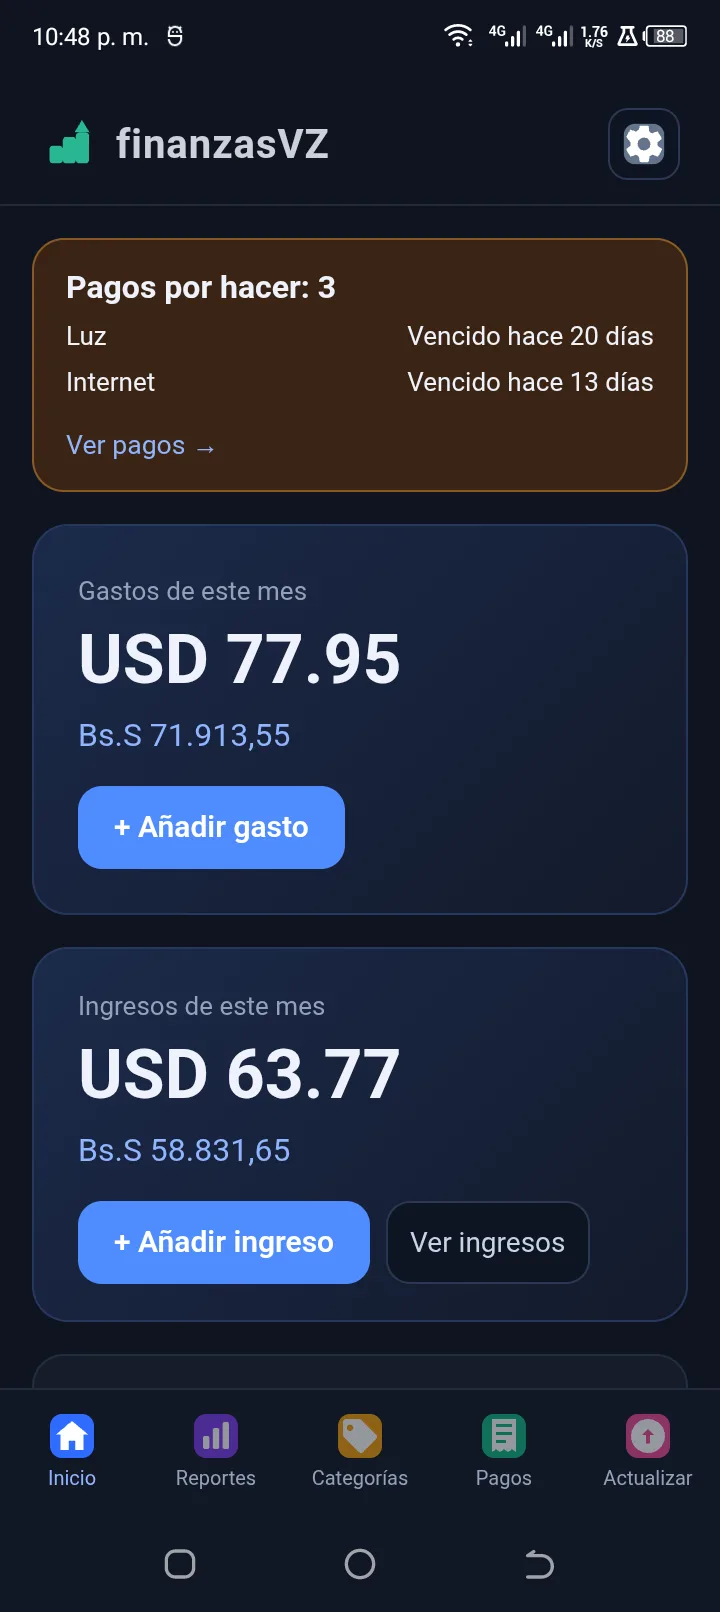 10:48 p. m.
4G 4G 1.76 K/S 88
finanzasVZ
Pagos por hacer: 3
Luz Vencido hace 20 días
Internet Vencido hace 13 días
Ver pagos →
Gastos de este mes
USD 77.95
Bs.S 71.913,55
+ Añadir gasto
Ingresos de este mes
USD 63.77
Bs.S 58.831,65
+ Añadir ingreso Ver ingresos
Inicio Reportes Categorías Pagos Actualizar